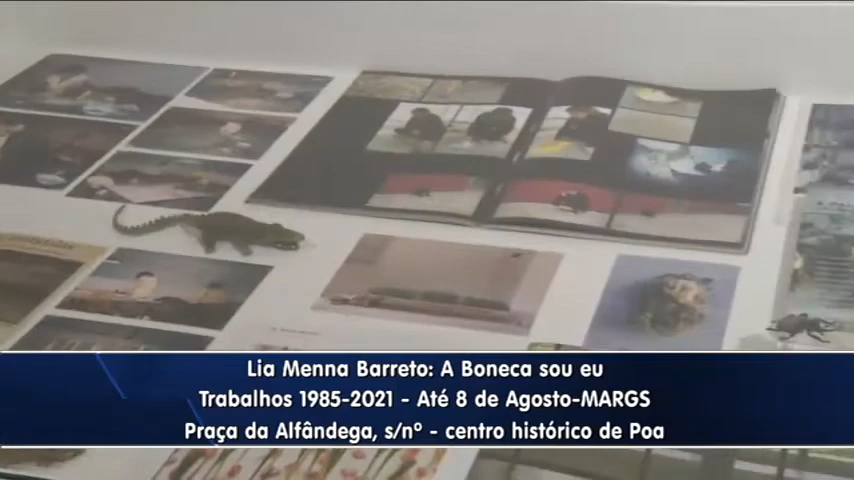 Lia Menna Barreto: A Boneca sou eu
Trabalhos 1985-2021 - Até 8 de Agosto-MARGS
Praça da Alfândega, s/nº - centro histórico de Poa